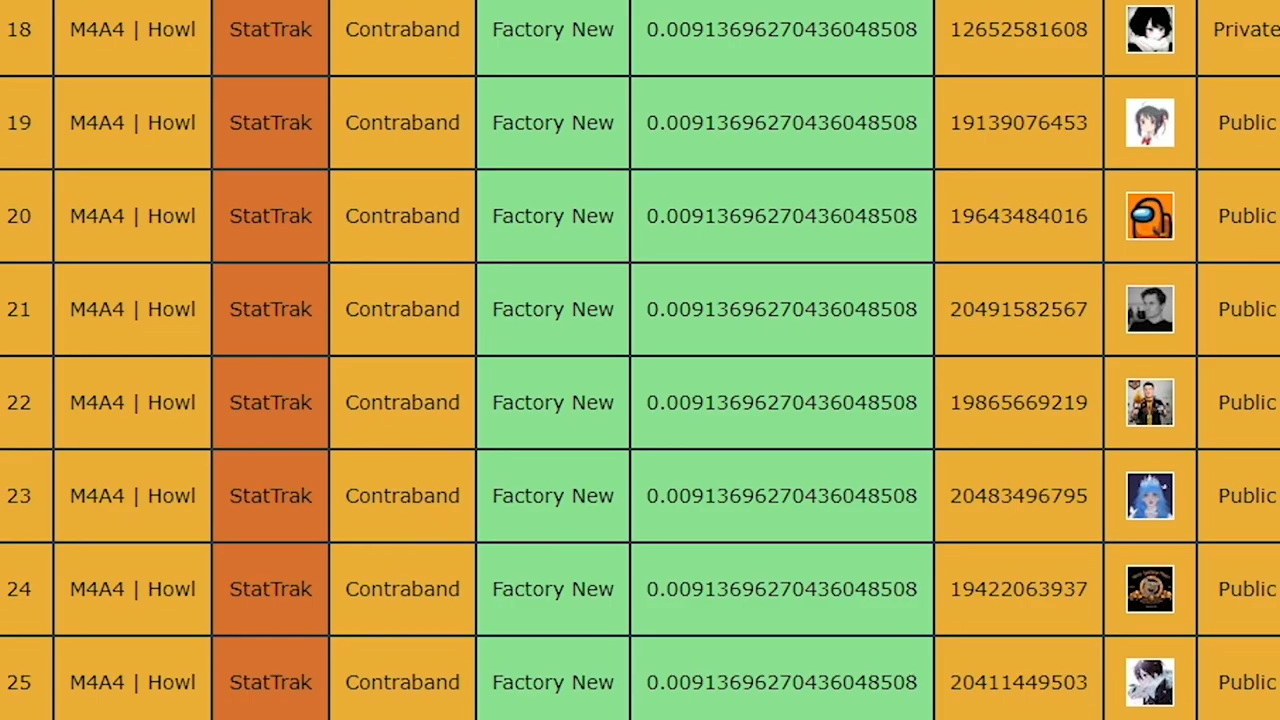 18 M4A4 | Howl StatTrak Contraband Factory New 0.00913696270436048508 12652581608 Private
19 M4A4 | Howl StatTrak Contraband Factory New 0.00913696270436048508 19139076453 Public
20 M4A4 | Howl StatTrak Contraband Factory New 0.00913696270436048508 19643484016 Public
21 M4A4 | Howl StatTrak Contraband Factory New 0.00913696270436048508 20491582567 Public
22 M4A4 | Howl StatTrak Contraband Factory New 0.00913696270436048508 19865669219 Public
23 M4A4 | Howl StatTrak Contraband Factory New 0.00913696270436048508 20483496795 Public
24 M4A4 | Howl StatTrak Contraband Factory New 0.00913696270436048508 19422063937 Public
25 M4A4 | Howl StatTrak Contraband Factory New 0.00913696270436048508 20411449503 Public